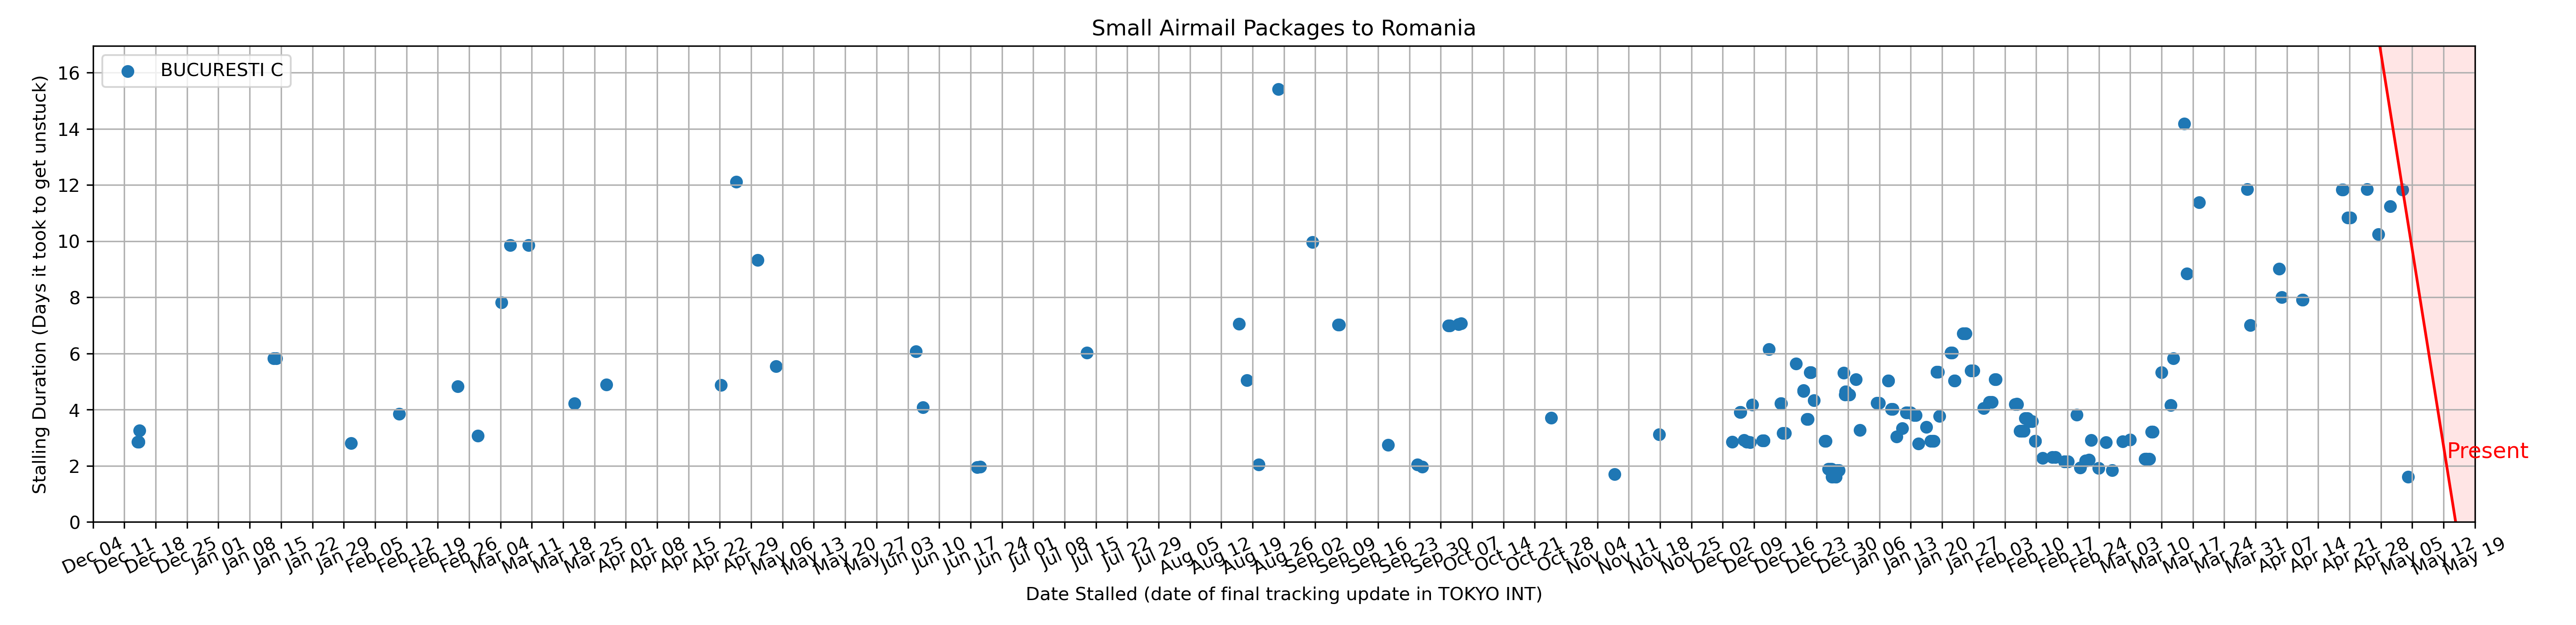 Small Airmail Packages to Romania
BUCURESTI C
Stalling Duration (Days it took to get unstuck)
16
14
12
10
8
6
4
2
0
Present
Dec 04 Dec 11 Dec 18 Dec 25 Jan 01 Jan 08 Jan 15 Jan 22 Jan 29 Feb 05 Feb 12 Feb 19 Feb 26 Mar 04 Mar 11 Mar 18 Mar 25 Apr 01 Apr 08 Apr 15 Apr 22 Apr 29 May 06 May 13 May 20 May 27 Jun 03 Jun 10 Jun 17 Jun 24 Jul 01 Jul 08 Jul 15 Jul 22 Jul 29 Aug 05 Aug 12 Aug 19 Aug 26 Sep 02 Sep 09 Sep 16 Sep 23 Sep 30 Oct 07 Oct 14 Oct 21 Oct 28 Nov 04 Nov 11 Nov 18 Nov 25 Dec 02 Dec 09 Dec 16 Dec 23 Dec 30 Jan 06 Jan 13 Jan 20 Jan 27 Feb 03 Feb 10 Feb 17 Feb 24 Mar 03 Mar 10 Mar 17 Mar 24 Mar 31 Apr 07 Apr 14 Apr 21 Apr 28 May 05 May 12 May 19
Date Stalled (date of final tracking update in TOKYO INT)